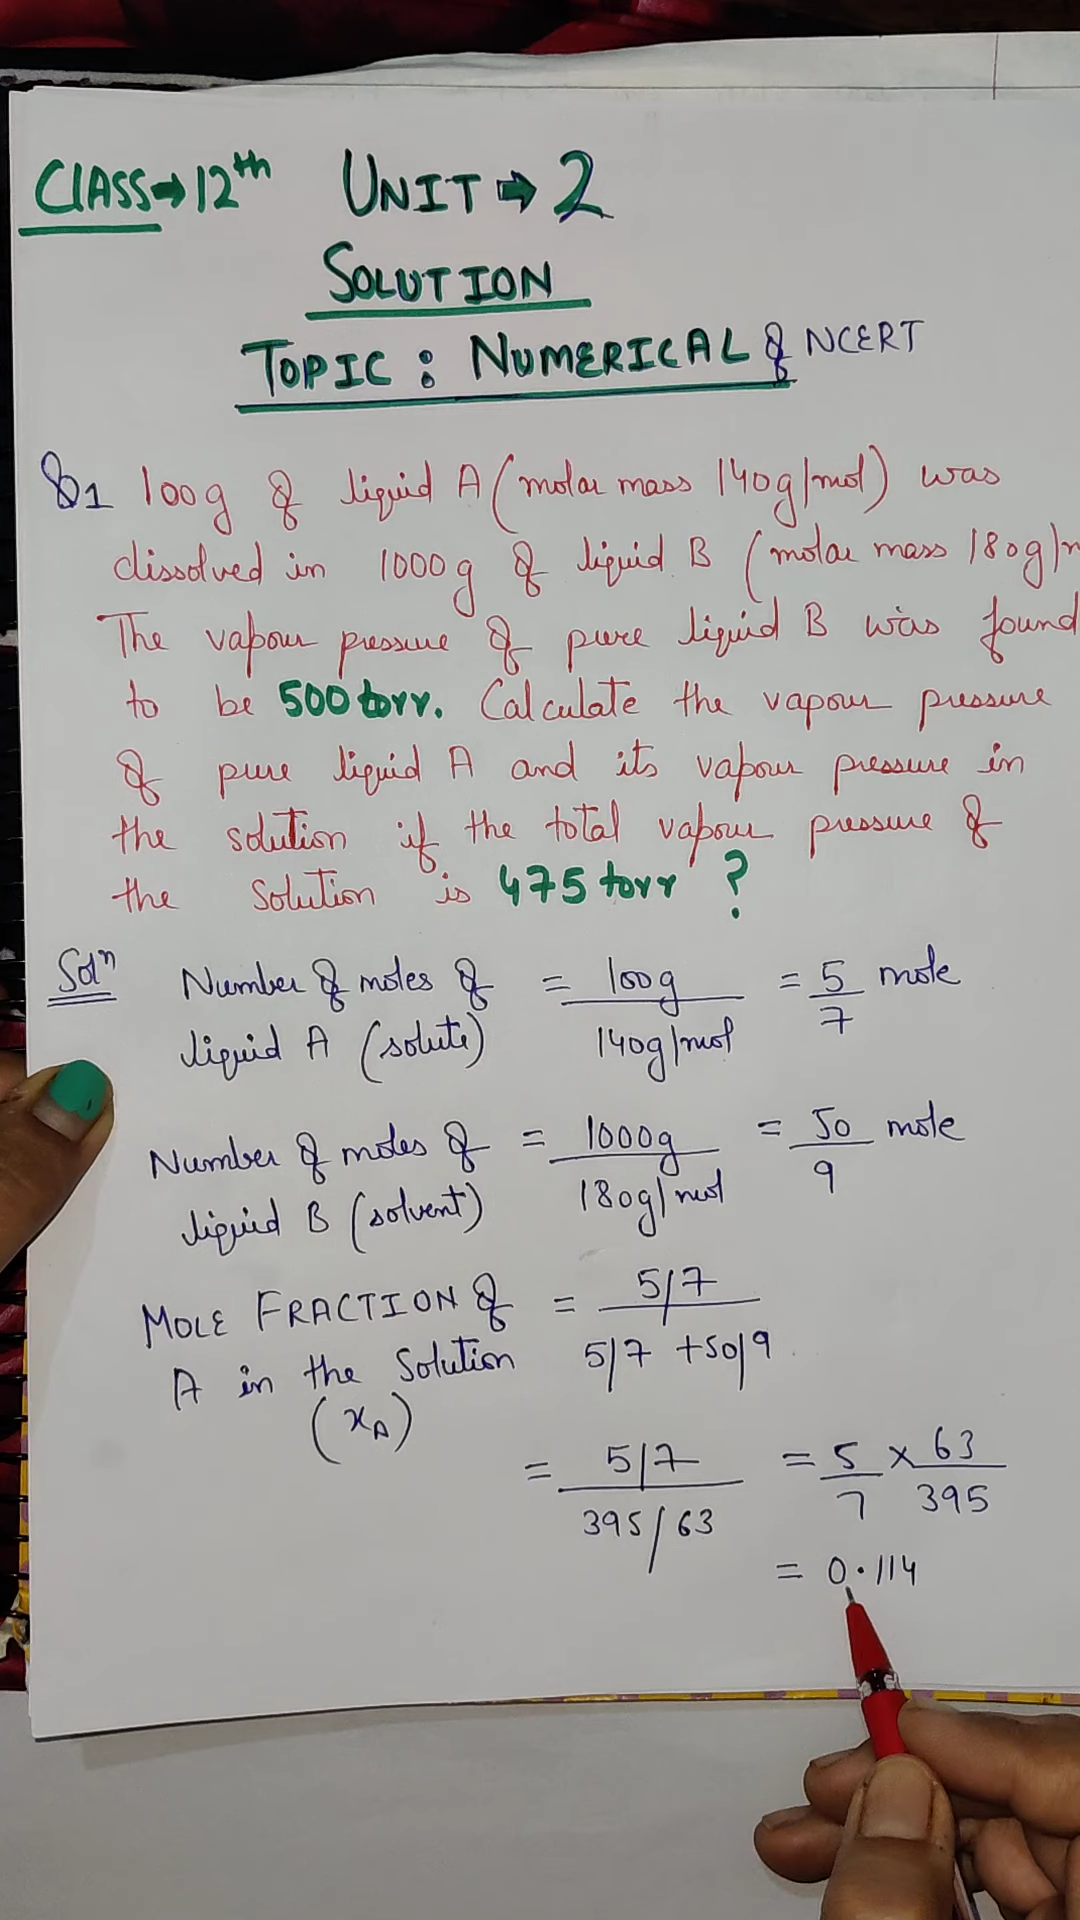 CLASS→12th UNIT⇒2
SOLUTION
TOPIC: NUMERICAL of NCERT
Q1 100g of liquid A (molar mass 140g/mol) was
dissolved in 1000g of liquid B (molar mass 180g/m
The vapour pressure of pure liquid B was found
to be 500 torr. Calculate the vapour pressure
of pure liquid A and its vapour pressure in
the solution if the total vapour pressure of
the solution is 475 torr ?
Solⁿ Number of moles of = 100g = 5 mole
liquid A (solute) 140g/mol 7
Number of moles of = 1000g = 50 mole
liquid B (solvent) 180g/mol 9
MOLE FRACTION of = 5/7
A in the Solution 5/7 + 50/9
(xA)
= 5/7 = 5 × 63
395/63 7 395
= 0.114